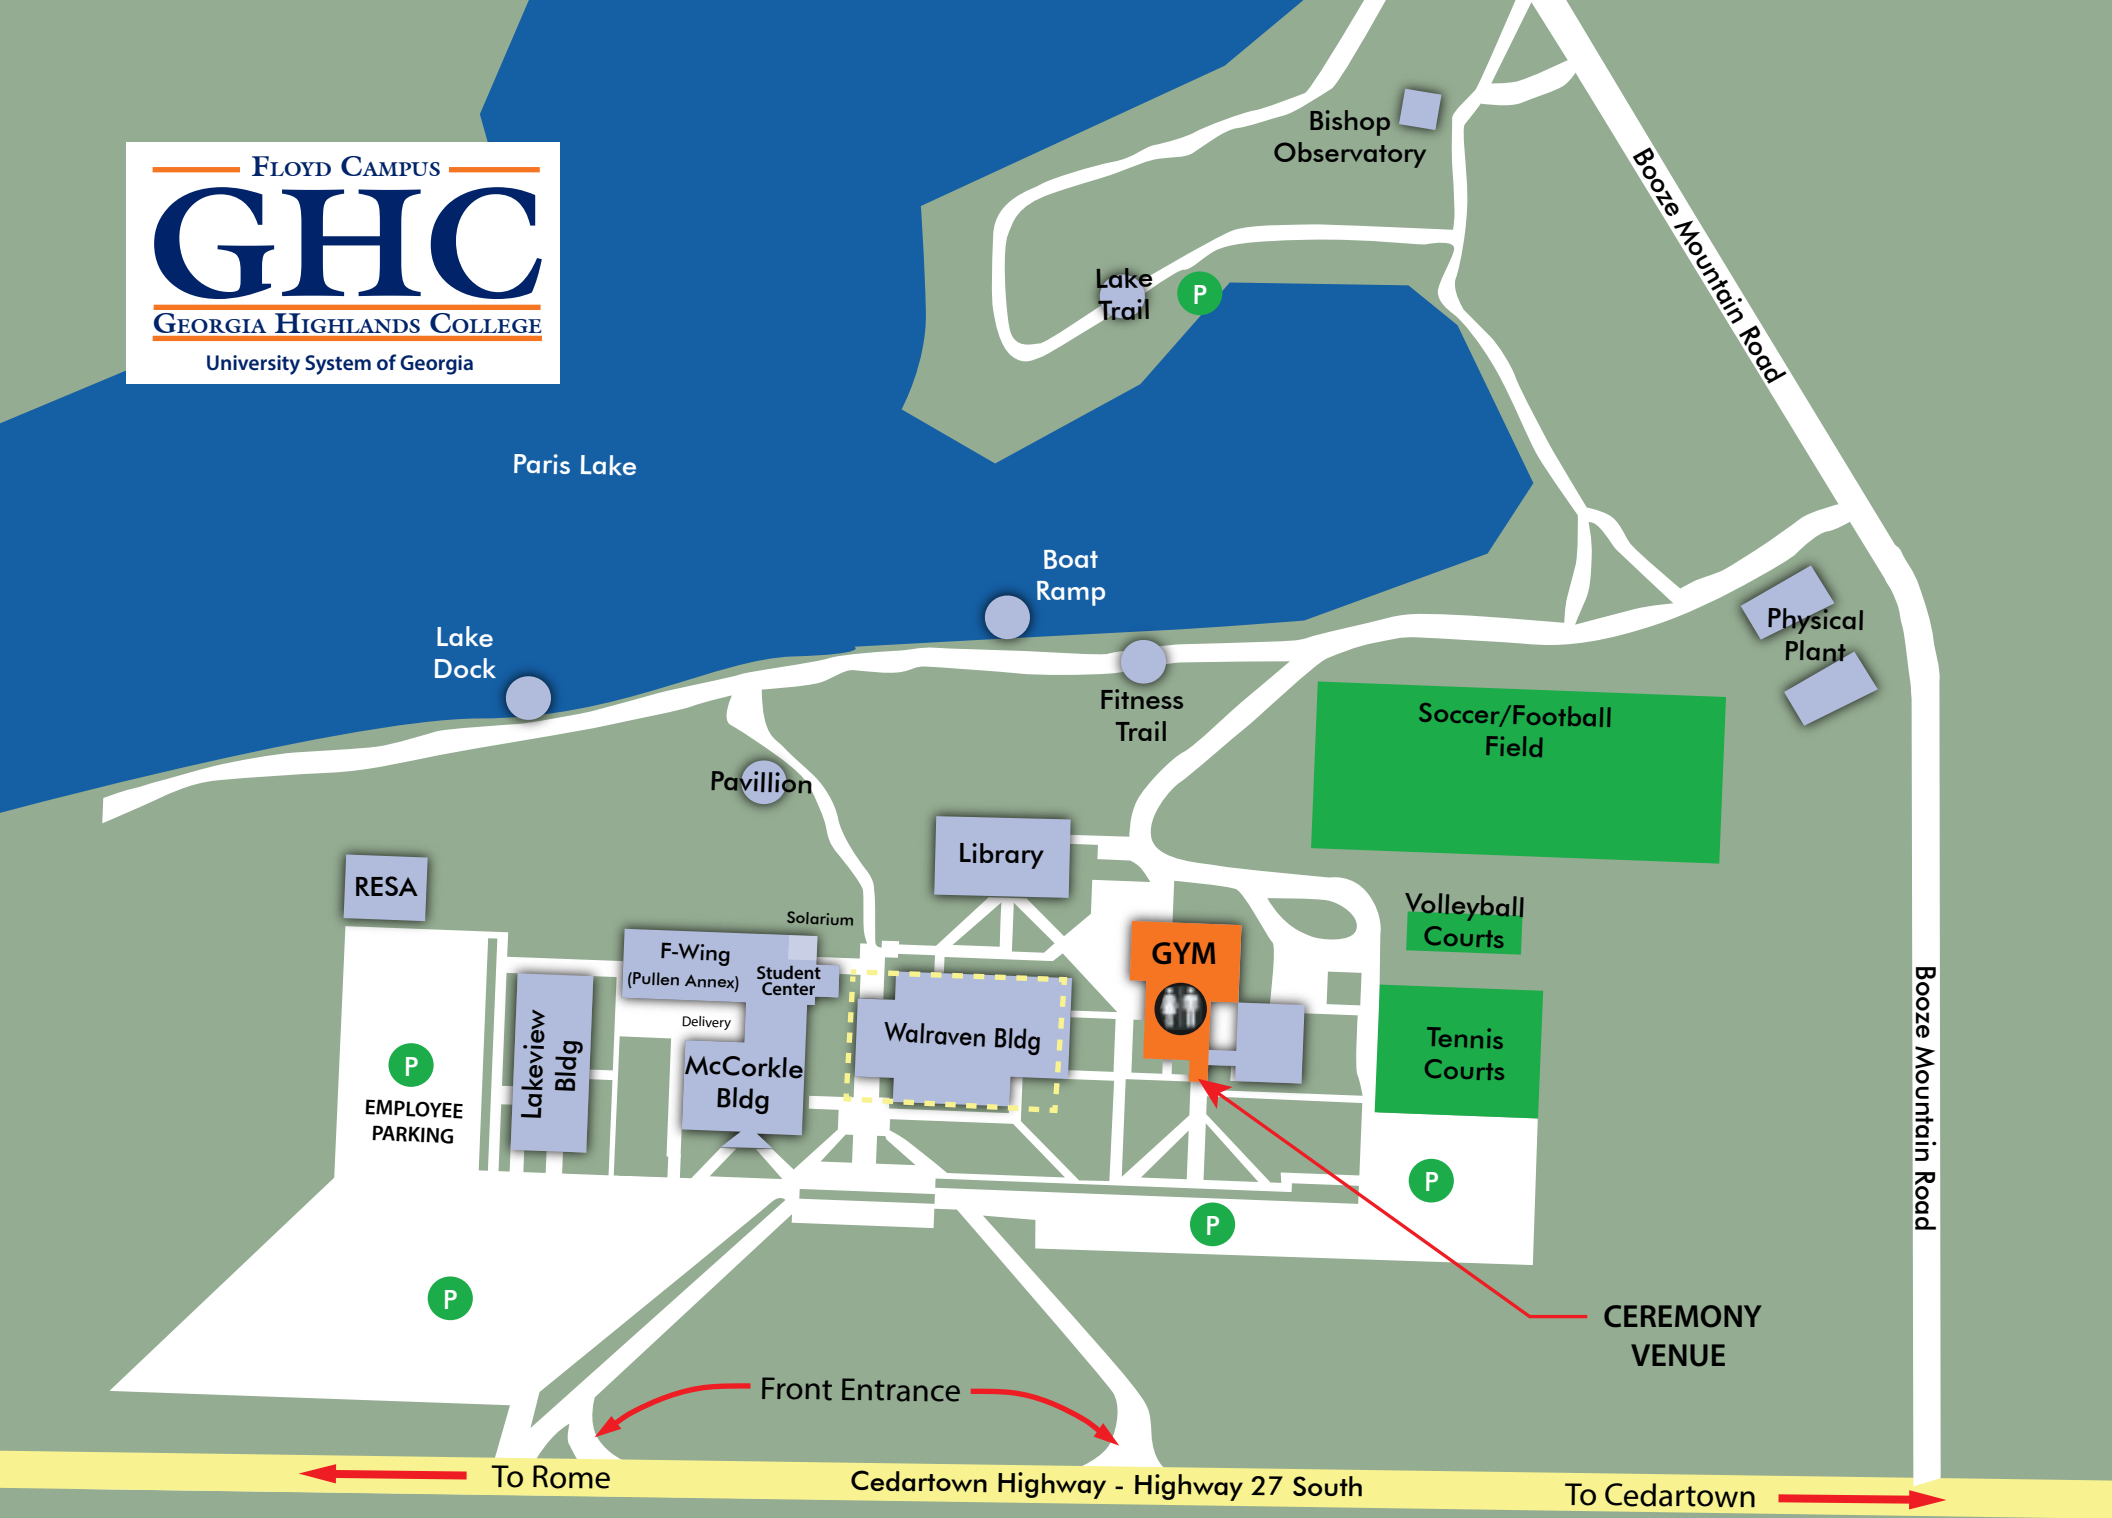 FLOYD CAMPUS
GHC
GEORGIA HIGHLANDS COLLEGE
University System of Georgia
Bishop
Observatory
Booze Mountain Road
Lake
Trail
P
Paris Lake
Boat
Ramp
Lake
Dock
Fitness
Trail
Physical
Plant
Soccer/Football
Field
Pavillion
Library
RESA
Solarium
Volleyball
Courts
F-Wing
(Pullen Annex)
Student
Center
GYM
Delivery
Walraven Bldg
Lakeview
Bldg
McCorkle
Bldg
Tennis
Courts
P
EMPLOYEE
PARKING
Booze Mountain Road
P
P
P
CEREMONY
VENUE
Front Entrance
To Rome
Cedartown Highway - Highway 27 South
To Cedartown